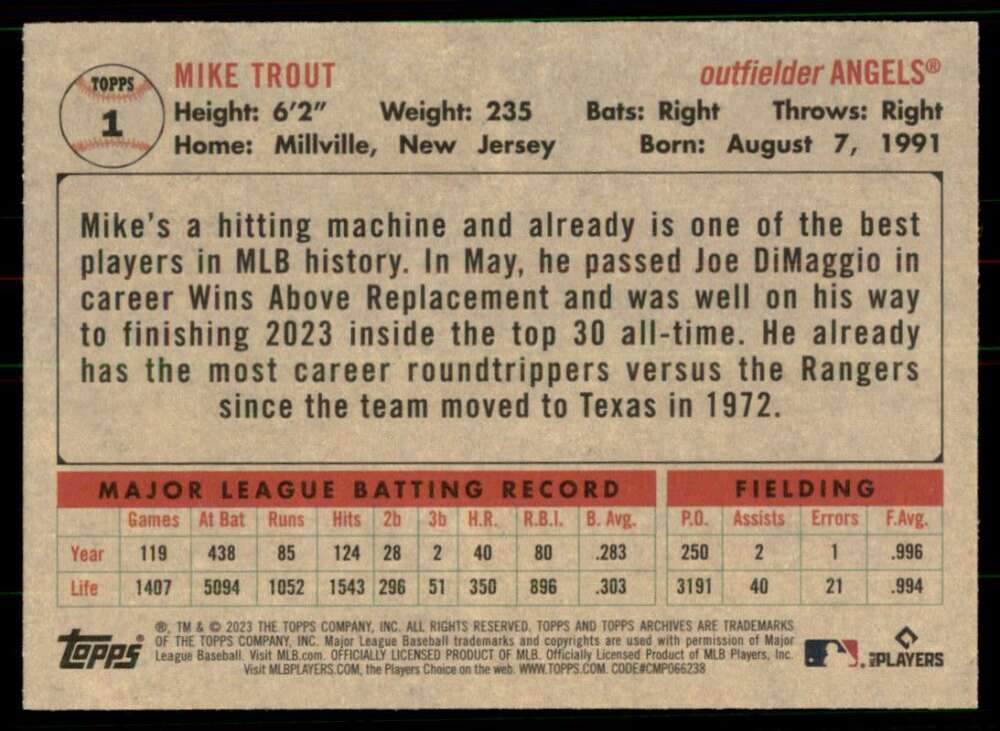 TOPPS
1
MIKE TROUT
outfielder ANGELS®
Height: 6'2" Weight: 235 Bats: Right Throws: Right
Home: Millville, New Jersey Born: August 7, 1991
Mike's a hitting machine and already is one of the best
players in MLB history. In May, he passed Joe DiMaggio in
career Wins Above Replacement and was well on his way
to finishing 2023 inside the top 30 all-time. He already
has the most career roundtrippers versus the Rangers
since the team moved to Texas in 1972.
MAJOR LEAGUE BATTING RECORD FIELDING
Games At Bat Runs Hits 2b 3b H.R. R.B.I. B. Avg. P.O. Assists Errors F.Avg.
Year 119 438 85 124 28 2 40 80 .283 250 2 1 .996
Life 1407 5094 1052 1543 296 51 350 896 .303 3191 40 21 .994
topps
®, TM & © 2023 THE TOPPS COMPANY, INC. ALL RIGHTS RESERVED. TOPPS AND TOPPS ARCHIVES ARE TRADEMARKS
OF THE TOPPS COMPANY, INC. Major League Baseball trademarks and copyrights are used with permission of Major
League Baseball. Visit MLB.com. OFFICIALLY LICENSED PRODUCT OF MLB. Officially Licensed Product of MLB Players, Inc.
Visit MLBPLAYERS.COM, the Players Choice on the web. WWW.TOPPS.COM. CODE#CMP066238
MLB PLAYERS